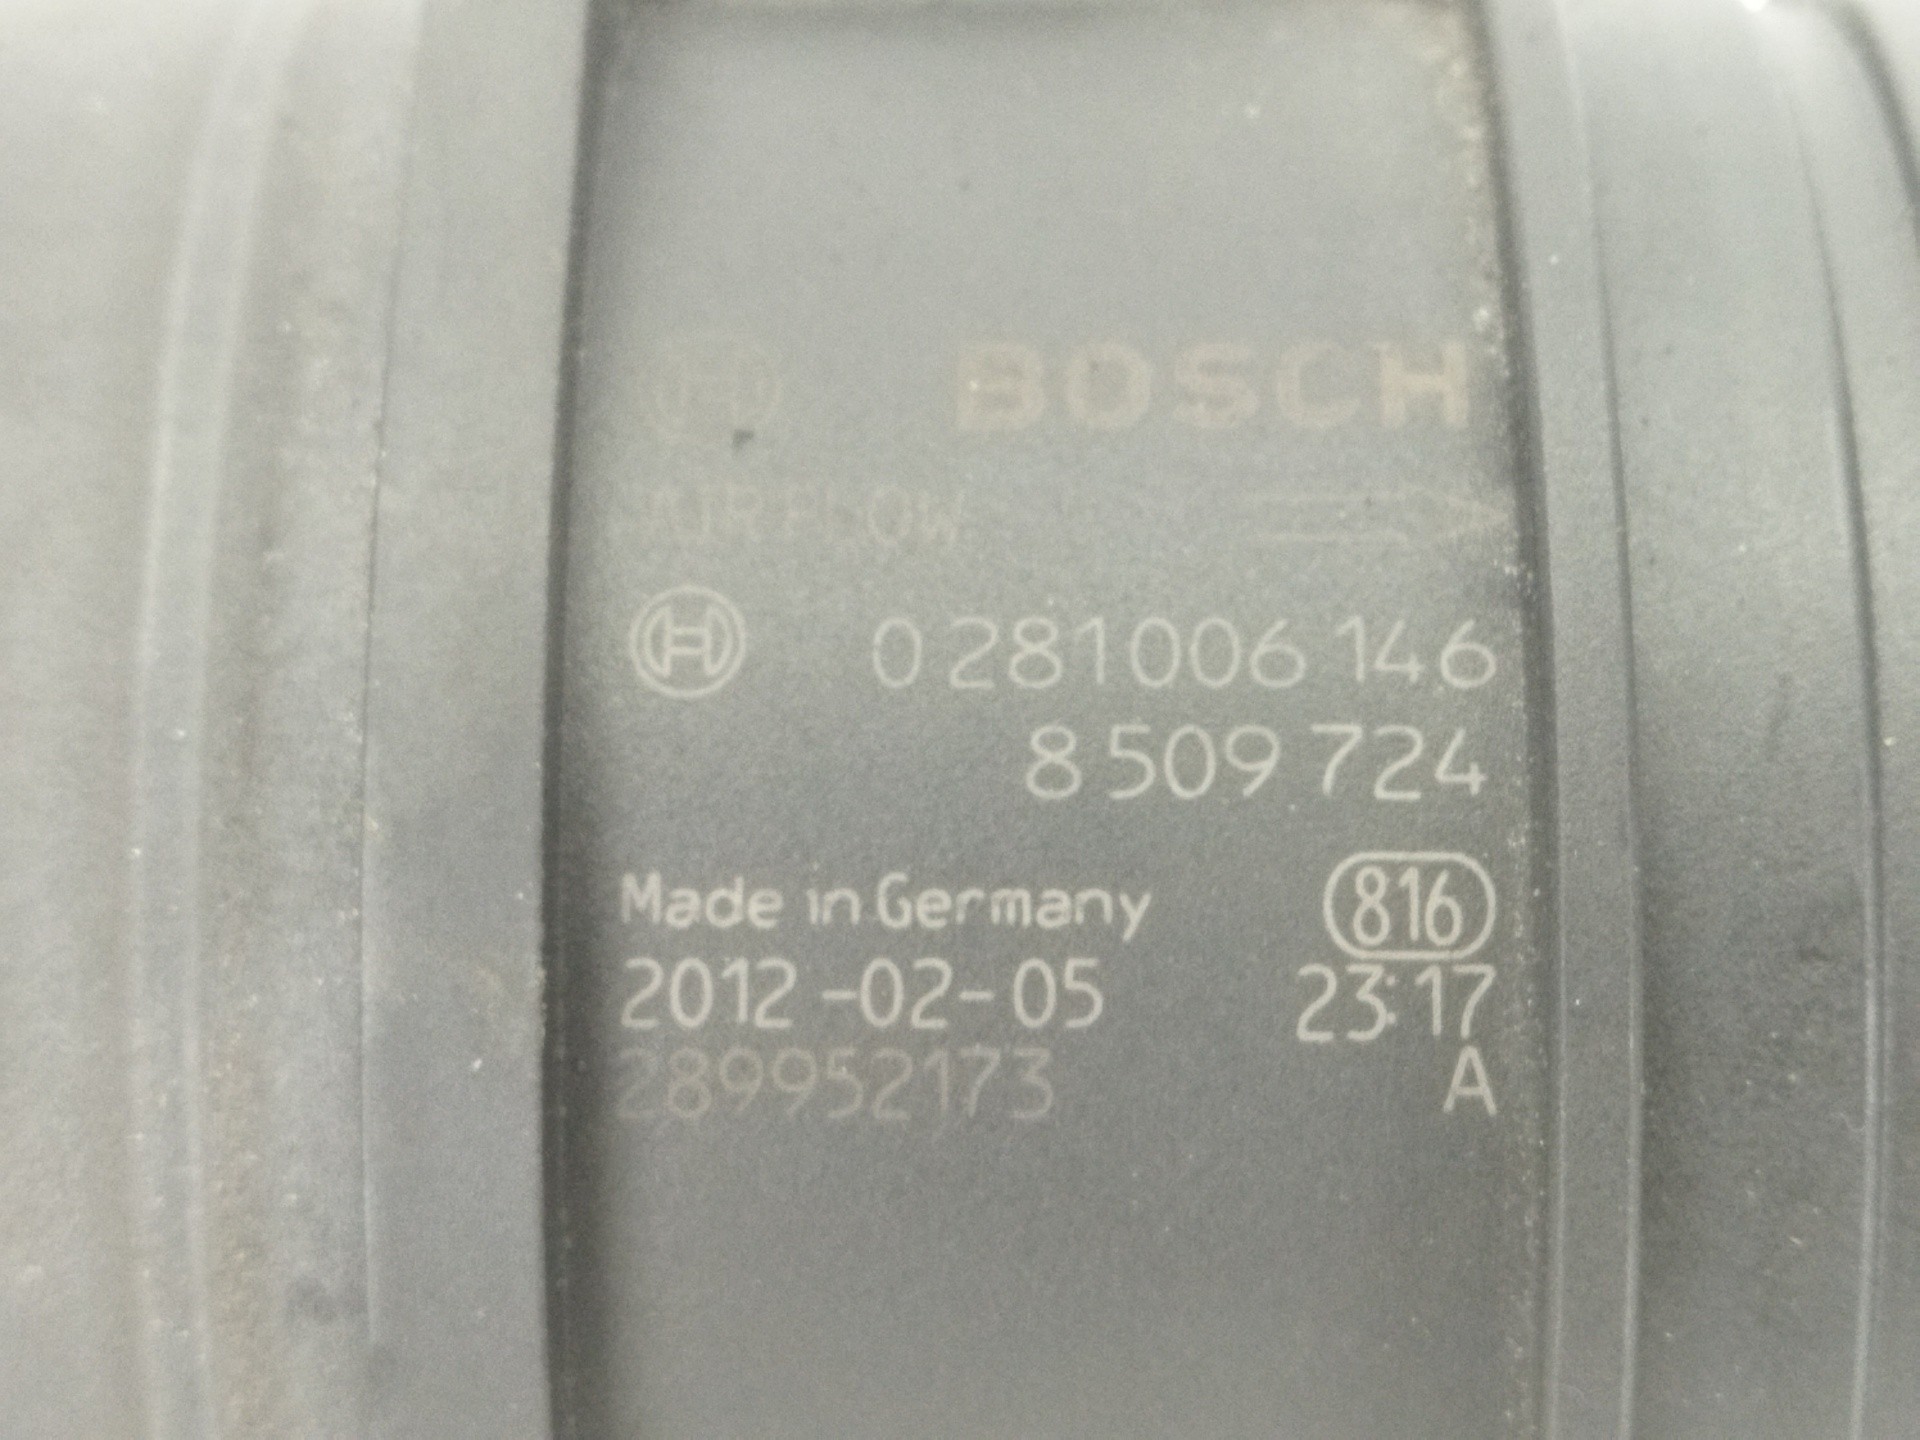 BOSCH
AIR FLOW
0 281 006 146
8 509 724
Made in Germany 816
2012-02-05 23:17
289952173 A